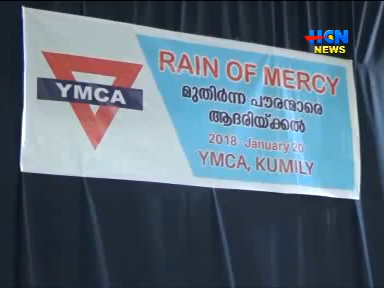 HCN
NEWS
YMCA
RAIN OF MERCY
മുതിർന്ന പൗരന്മാരെ
ആദരിയ്ക്കൽ
2018 - January 20
YMCA, KUMILY